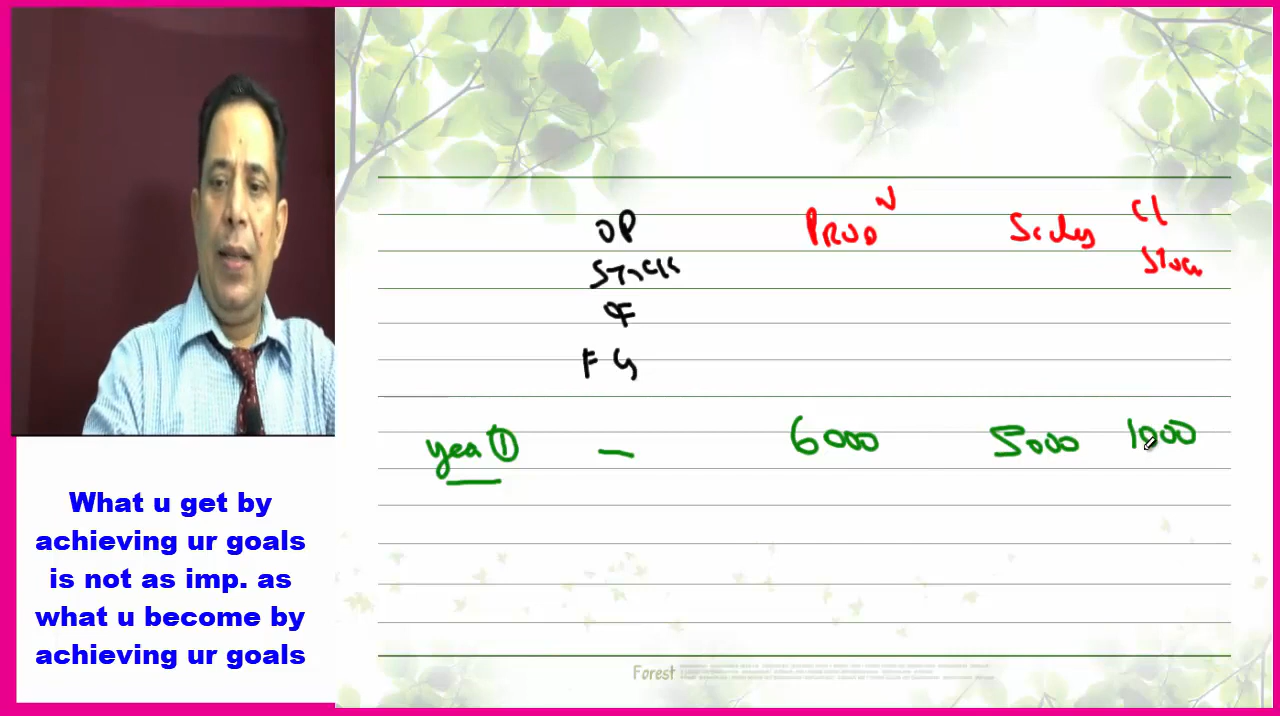 OP
Stock
OF
FG
PROD N
Sales
Cl
Stock
year ① — 6000 5000 1000
What u get by
achieving ur goals
is not as imp. as
what u become by
achieving ur goals
Forest